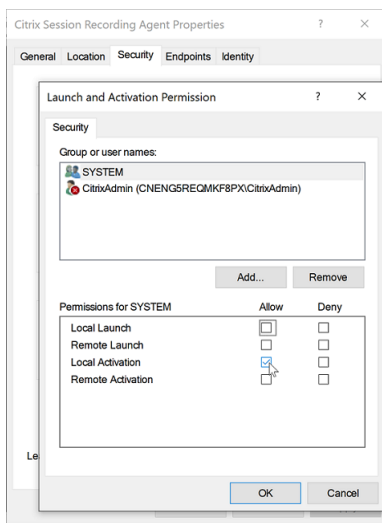 Citrix Session Recording Agent Properties ? ×
General Location Security Endpoints Identity
Launch and Activation Permission ? ×
Security
Group or user names:
SYSTEM
CitrixAdmin (CNENG5REQMKF8PX\CitrixAdmin)
Add... Remove
Permissions for SYSTEM Allow Deny
Local Launch
Remote Launch
Local Activation
Remote Activation
Le
OK Cancel